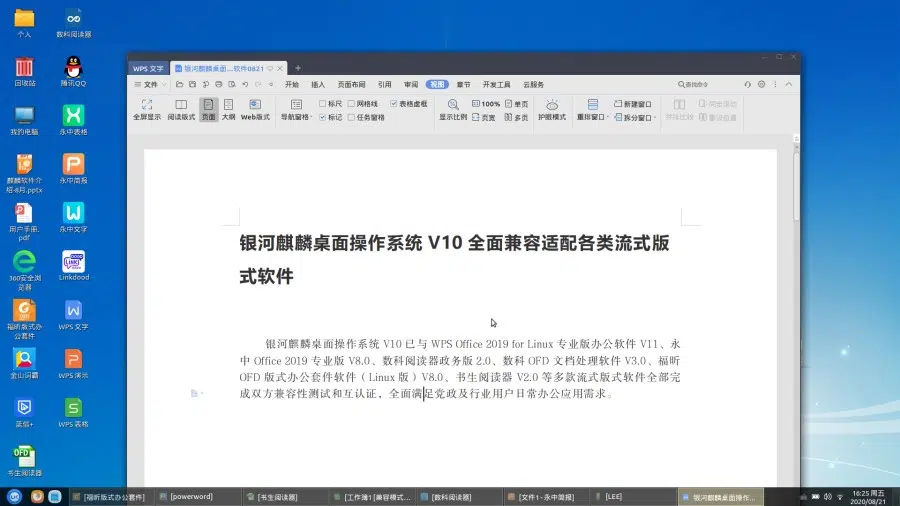 个人
数科阅读器
回收站
腾讯QQ
我的电脑
永中表格
麒麟软件介
绍-8月.pptx
永中简报
用户手册.
pdf
永中文字
360安全浏
览器
Linkdood
福昕版式办
公套件
WPS 文字
金山词霸
WPS 演示
蓝信+
WPS 表格
书生阅读器
WPS 文字
银河麒麟桌面...软件0821
文件
开始 插入 页面布局 引用 审阅 视图 章节 开发工具 云服务
查找命令
全屏显示 阅读版式 页面 大纲 Web版式 导航窗格
标尺 网格线 表格虚框
标记 任务窗格
显示比例 100% 单页
页宽 多页
护眼模式 重排窗口 新建窗口
拆分窗口
并排比较 同步滚动
重设位置
银河麒麟桌面操作系统 V10 全面兼容适配各类流式版
式软件
银河麒麟桌面操作系统 V10 已与 WPS Office 2019 for Linux 专业版办公软件 V11、永
中 Office 2019 专业版 V8.0、数科阅读器政务版 2.0、数科 OFD 文档处理软件 V3.0、福昕
OFD 版式办公套件软件（Linux 版）V8.0、书生阅读器 V2.0 等多款流式版式软件全部完
成双方兼容性测试和互认证，全面满足党政及行业用户日常办公应用需求。
[福昕版式办公套件]
[powerword]
[书生阅读器]
[工作簿1[兼容模式...
[数科阅读器]
[文件1 - 永中简报]
[LEE]
银河麒麟桌面操作...
16:25 周五
2020/08/21